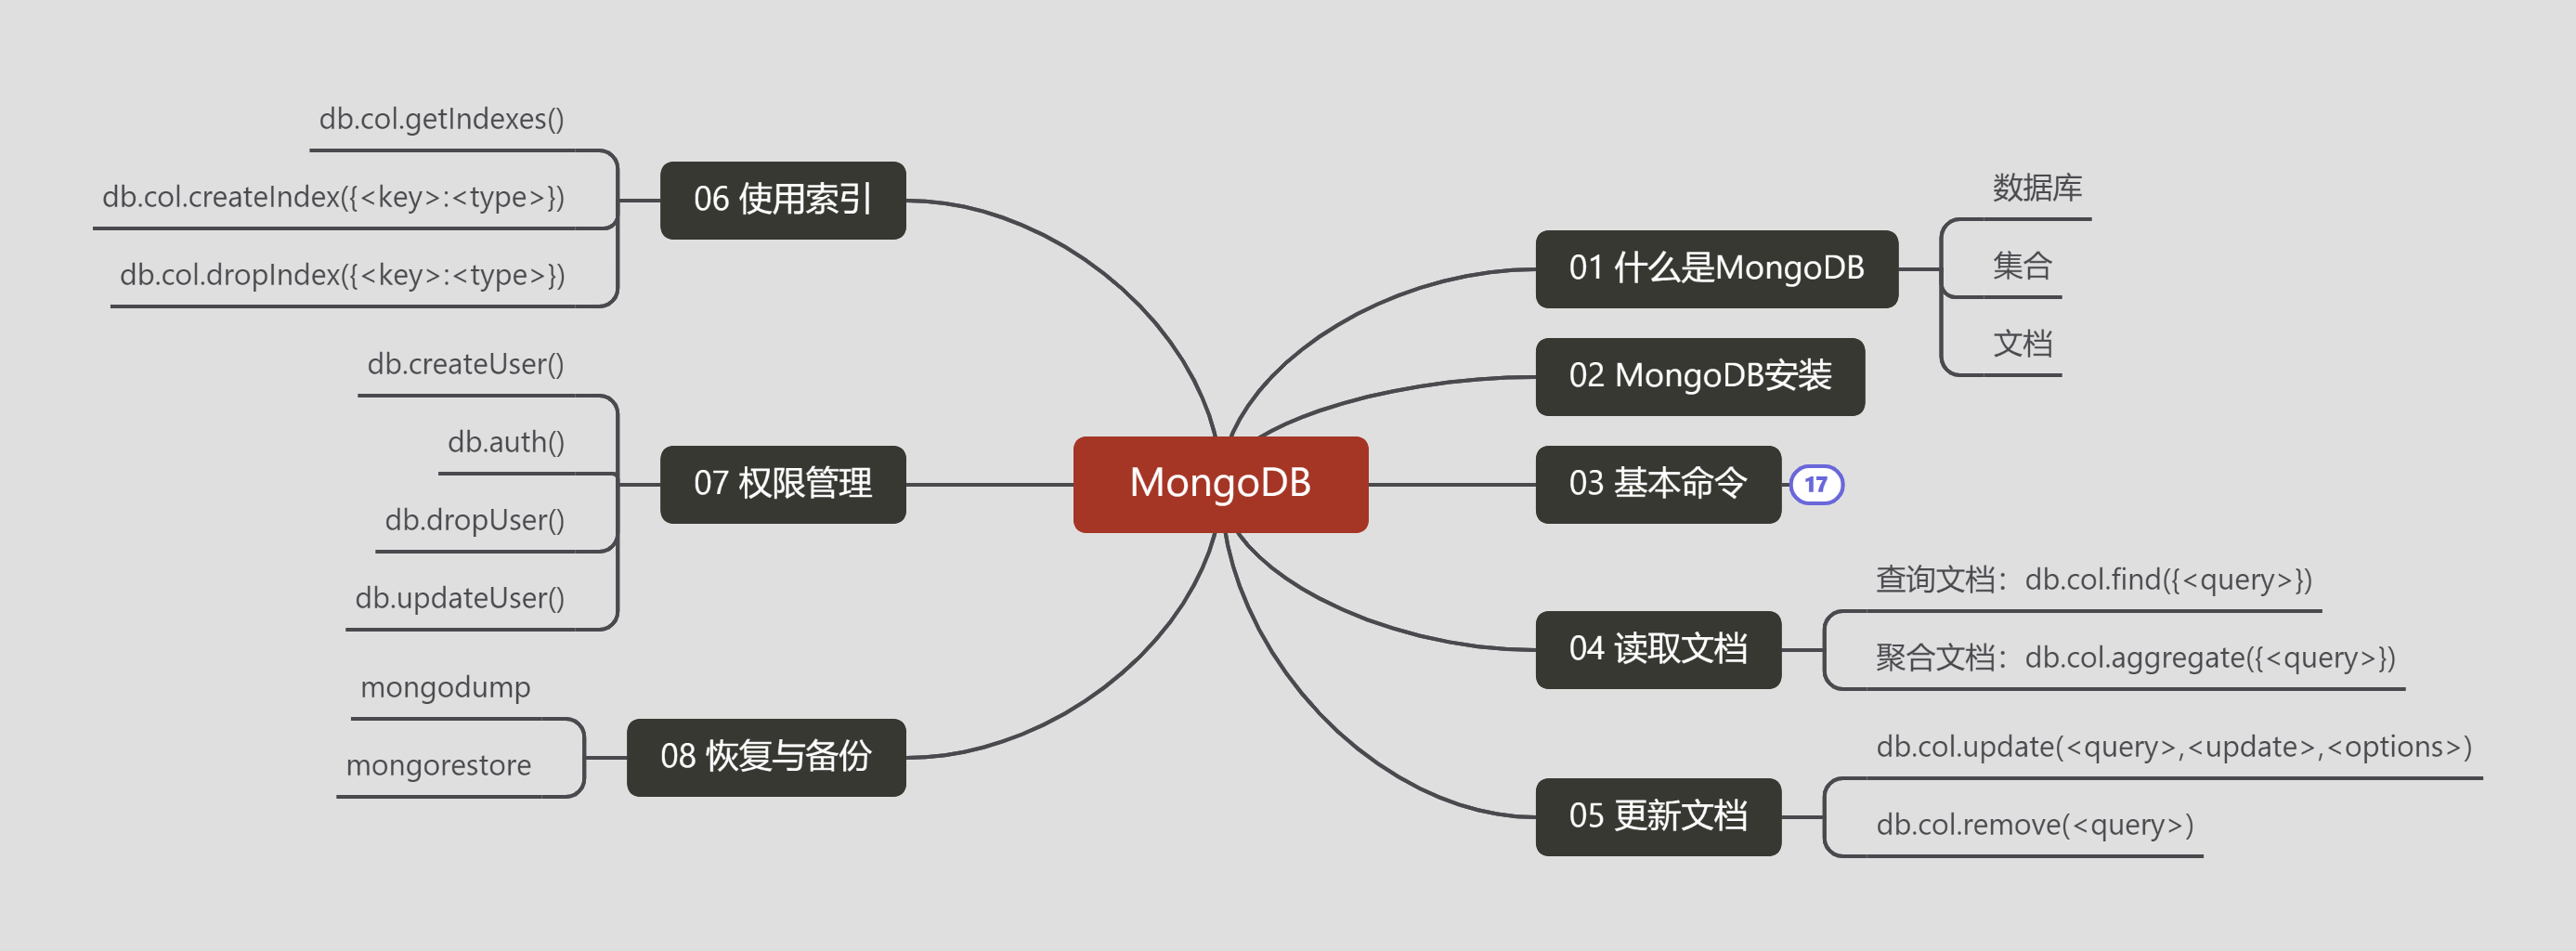 MongoDB
01 什么是MongoDB
数据库
集合
文档
02 MongoDB安装
03 基本命令
17
04 读取文档
查询文档：db.col.find({<query>})
聚合文档：db.col.aggregate({<query>})
05 更新文档
db.col.update(<query>,<update>,<options>)
db.col.remove(<query>)
06 使用索引
db.col.getIndexes()
db.col.createIndex({<key>:<type>})
db.col.dropIndex({<key>:<type>})
07 权限管理
db.createUser()
db.auth()
db.dropUser()
db.updateUser()
08 恢复与备份
mongodump
mongorestore